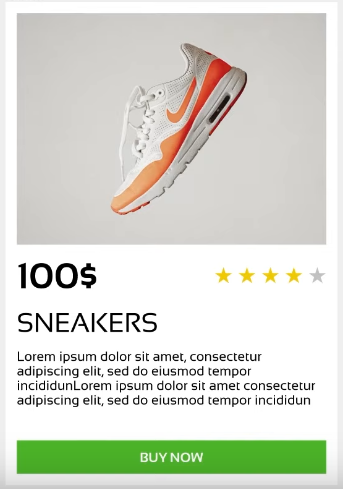 100$
SNEAKERS
Lorem ipsum dolor sit amet, consectetur
adipiscing elit, sed do eiusmod tempor
incididunLorem ipsum dolor sit amet consectetur
adipiscing elit, sed do eiusmod tempor incididun
BUY NOW